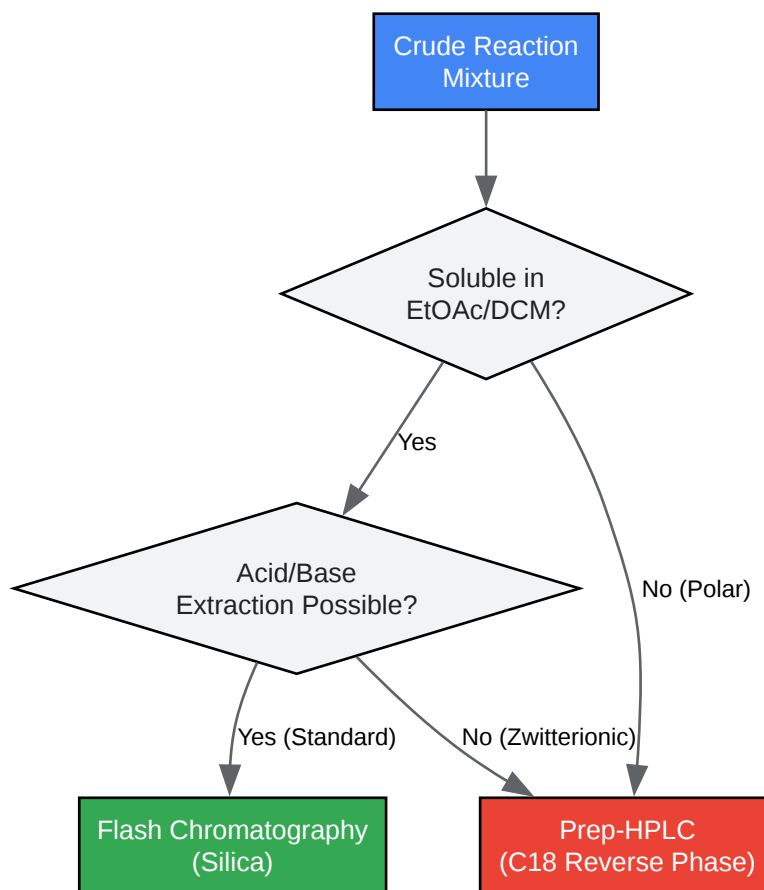 Crude Reaction
Mixture
Soluble in
EtOAc/DCM?
Yes
Acid/Base
Extraction Possible?
No (Polar)
Yes (Standard)
No (Zwitterionic)
Flash Chromatography
(Silica)
Prep-HPLC
(C18 Reverse Phase)